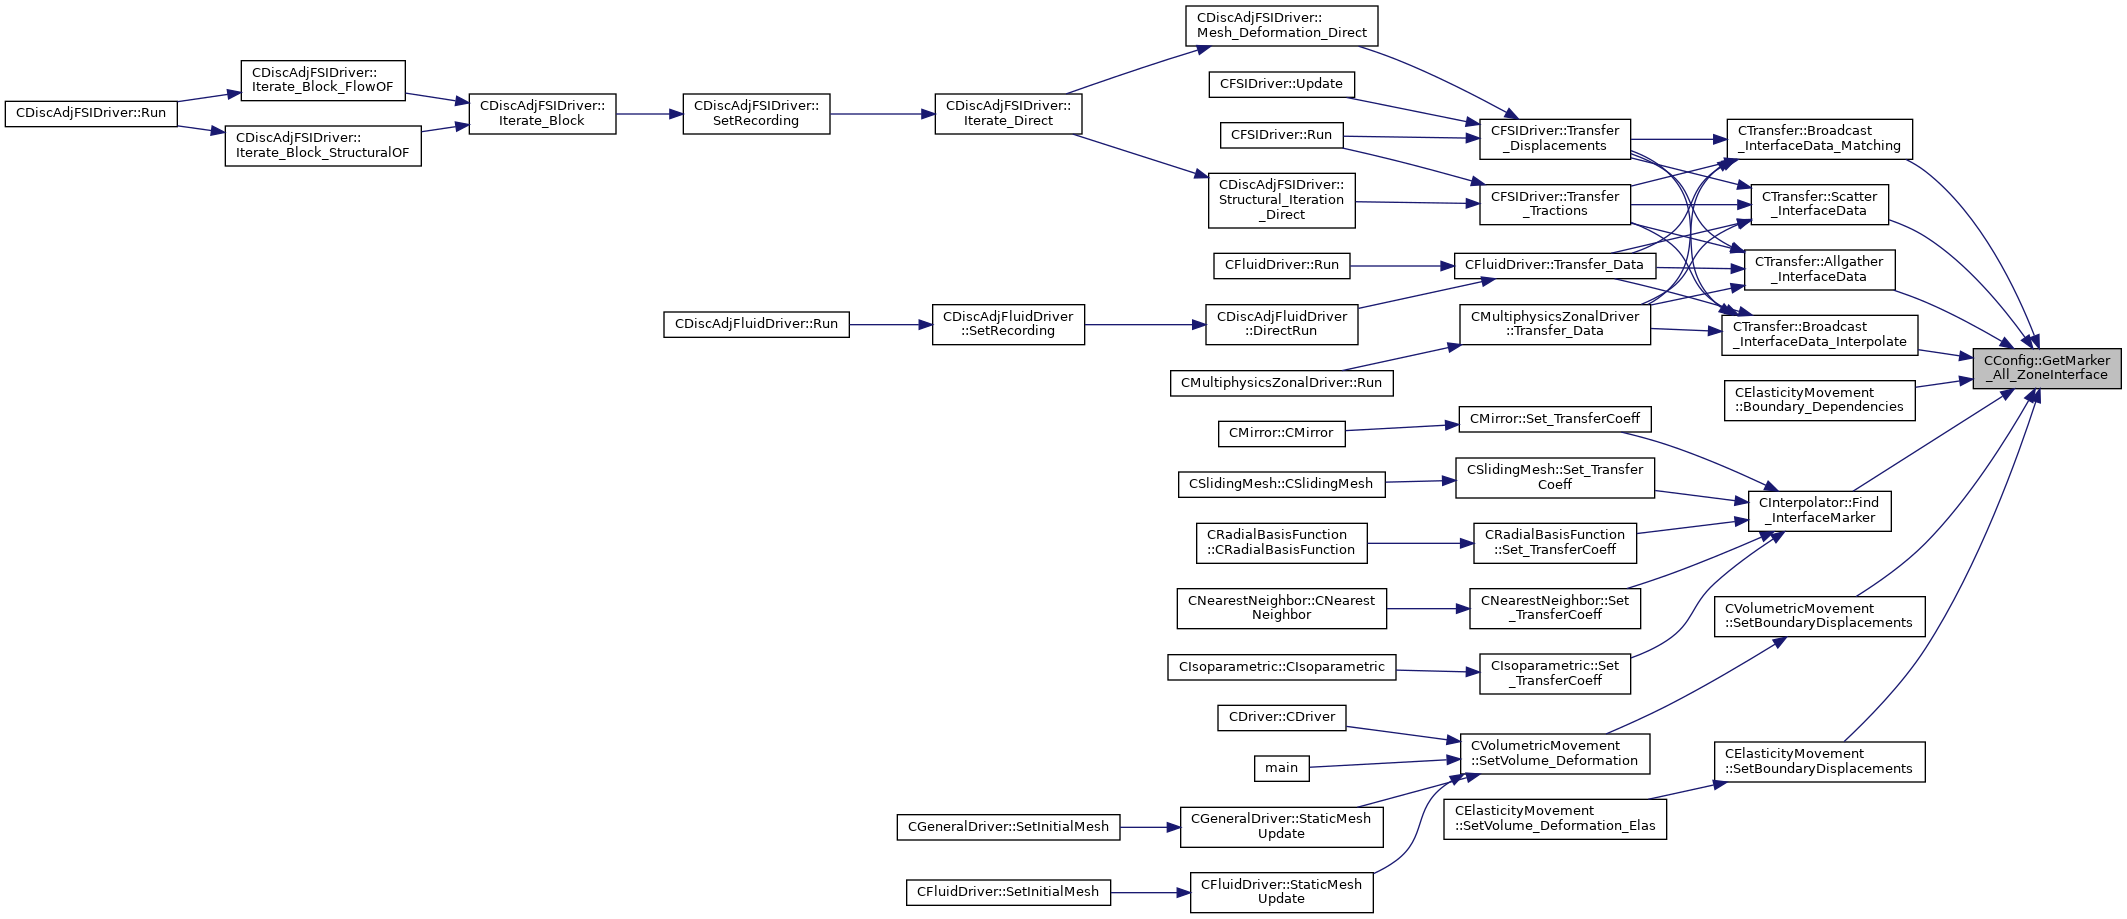 CDiscAdjFSIDriver::Run
CDiscAdjFSIDriver::
Iterate_Block_FlowOF
CDiscAdjFSIDriver::
Iterate_Block_StructuralOF
CDiscAdjFSIDriver::
Iterate_Block
CDiscAdjFSIDriver::
SetRecording
CDiscAdjFSIDriver::
Iterate_Direct
CDiscAdjFSIDriver::
Mesh_Deformation_Direct
CFSIDriver::Update
CFSIDriver::Run
CDiscAdjFSIDriver::
Structural_Iteration
_Direct
CFSIDriver::Transfer
_Displacements
CFSIDriver::Transfer
_Tractions
CTransfer::Broadcast
_InterfaceData_Matching
CTransfer::Scatter
_InterfaceData
CTransfer::Allgather
_InterfaceData
CTransfer::Broadcast
_InterfaceData_Interpolate
CFluidDriver::Run
CFluidDriver::Transfer_Data
CDiscAdjFluidDriver::Run
CDiscAdjFluidDriver
::SetRecording
CDiscAdjFluidDriver
::DirectRun
CMultiphysicsZonalDriver
::Transfer_Data
CMultiphysicsZonalDriver::Run
CConfig::GetMarker
_All_ZoneInterface
CElasticityMovement
::Boundary_Dependencies
CMirror::CMirror
CMirror::Set_TransferCoeff
CSlidingMesh::CSlidingMesh
CSlidingMesh::Set_Transfer
Coeff
CInterpolator::Find
_InterfaceMarker
CRadialBasisFunction
::CRadialBasisFunction
CRadialBasisFunction
::Set_TransferCoeff
CNearestNeighbor::CNearest
Neighbor
CNearestNeighbor::Set
_TransferCoeff
CVolumetricMovement
::SetBoundaryDisplacements
CIsoparametric::CIsoparametric
CIsoparametric::Set
_TransferCoeff
CDriver::CDriver
main
CVolumetricMovement
::SetVolume_Deformation
CElasticityMovement
::SetBoundaryDisplacements
CGeneralDriver::SetInitialMesh
CGeneralDriver::StaticMesh
Update
CElasticityMovement
::SetVolume_Deformation_Elas
CFluidDriver::SetInitialMesh
CFluidDriver::StaticMesh
Update